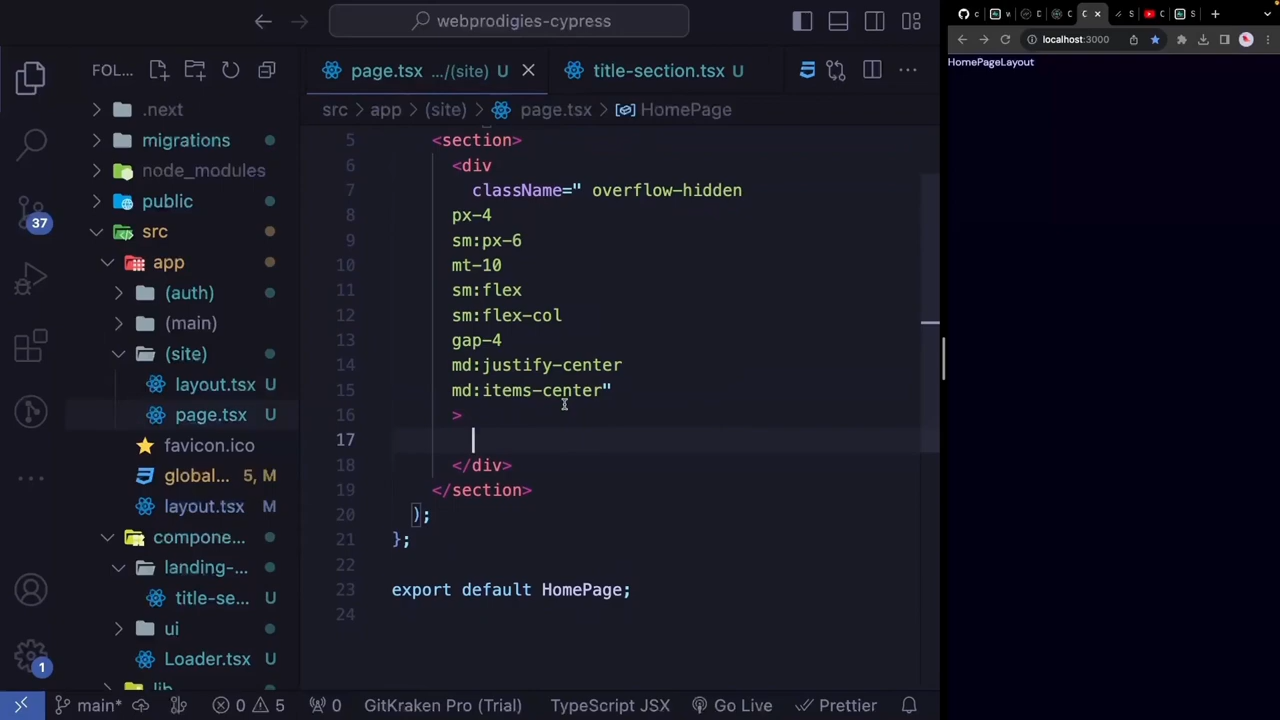 webprodigies-cypress
localhost:3000
HomePageLayout
FOL...
page.tsx .../(site) U
title-section.tsx U
src > app > (site) > page.tsx > HomePage
.next
migrations
node_modules
public
src
app
(auth)
(main)
(site)
layout.tsx U
page.tsx U
favicon.ico
global... 5, M
layout.tsx M
compone...
landing-...
title-se... U
ui
Loader.tsx U
lib
37
1
5 <section>
6 <div
7 className=" overflow-hidden
8 px-4
9 sm:px-6
10 mt-10
11 sm:flex
12 sm:flex-col
13 gap-4
14 md:justify-center
15 md:items-center"
16 >
17
18 </div>
19 </section>
20 );
21 };
22
23 export default HomePage;
24
main* 0 5 0 GitKraken Pro (Trial) TypeScript JSX Go Live Prettier